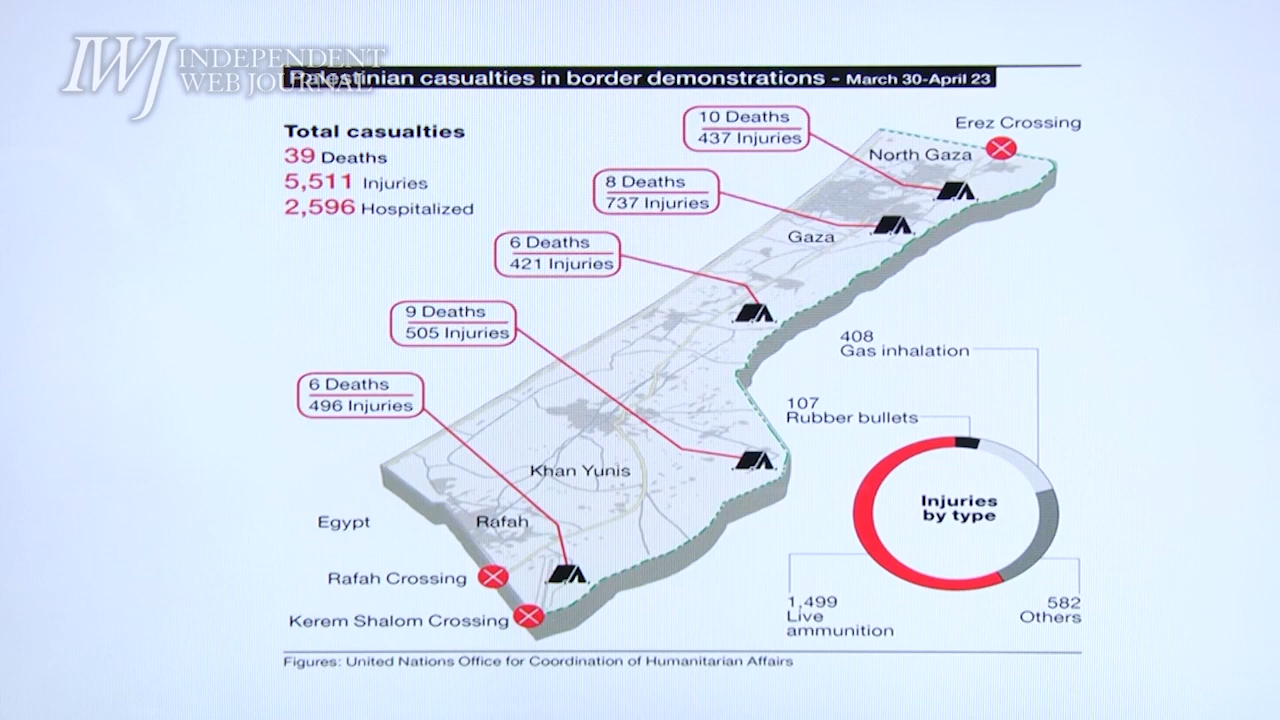 IWJ INDEPENDENT
WEB JOURNAL
Palestinian casualties in border demonstrations - March 30-April 23
Total casualties
39 Deaths
5,511 Injuries
2,596 Hospitalized
10 Deaths
437 Injuries
Erez Crossing
North Gaza
8 Deaths
737 Injuries
Gaza
6 Deaths
421 Injuries
9 Deaths
505 Injuries
6 Deaths
496 Injuries
Khan Yunis
Egypt
Rafah
Rafah Crossing
Kerem Shalom Crossing
408
Gas inhalation
107
Rubber bullets
Injuries
by type
1,499
Live
ammunition
582
Others
Figures: United Nations Office for Coordination of Humanitarian Affairs